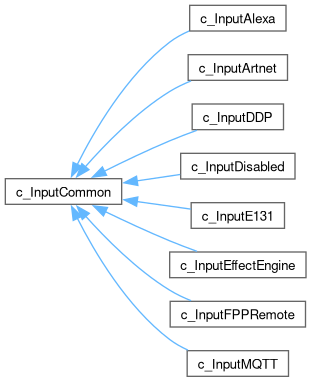 c_InputAlexa
c_InputArtnet
c_InputDDP
c_InputDisabled
c_InputCommon
c_InputE131
c_InputEffectEngine
c_InputFPPRemote
c_InputMQTT